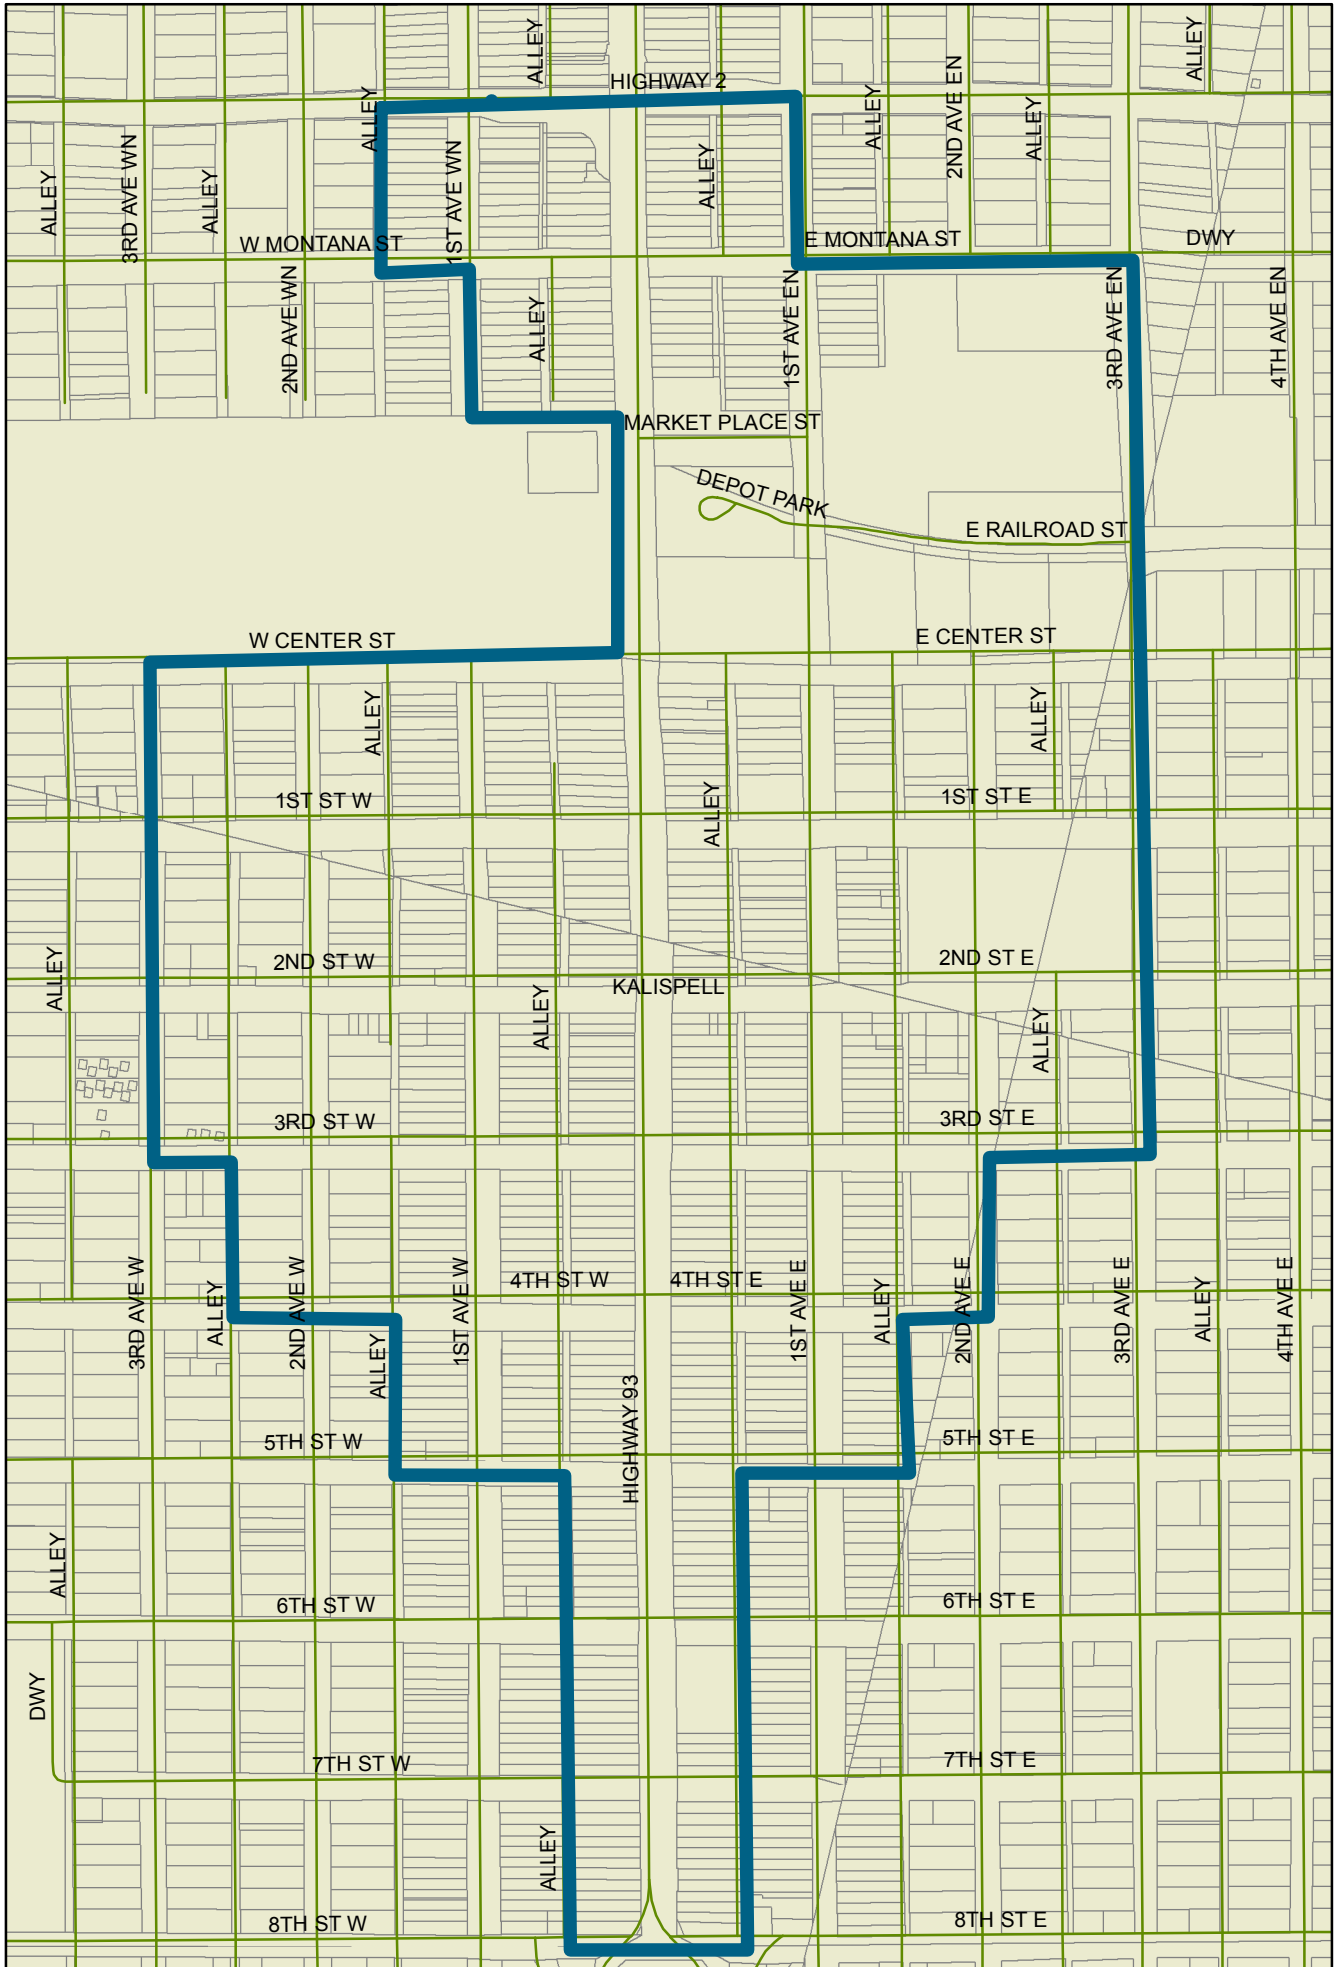 ALLEY
ALLEY
HIGHWAY 2
ALLEY
ALLEY
2ND AVE EN
ALLEY
3RD AVE WN
1ST AVE WN
ALLEY
ALLEY
ALLEY
W MONTANA ST
E MONTANA ST
DWY
2ND AVE WN
ALLEY
1ST AVE EN
3RD AVE EN
4TH AVE EN
MARKET PLACE ST
DEPOT PARK
E RAILROAD ST
W CENTER ST
E CENTER ST
ALLEY
ALLEY
1ST ST W
ALLEY
1ST ST E
ALLEY
2ND ST W
2ND ST E
KALISPELL
ALLEY
ALLEY
3RD ST W
3RD ST E
3RD AVE W
ALLEY
2ND AVE W
1ST AVE W
4TH ST W
4TH ST E
1ST AVE E
ALLEY
2ND AVE E
3RD AVE E
ALLEY
4TH AVE E
ALLEY
HIGHWAY 93
5TH ST W
5TH ST E
ALLEY
6TH ST W
6TH ST E
DWY
7TH ST W
7TH ST E
ALLEY
8TH ST W
8TH ST E